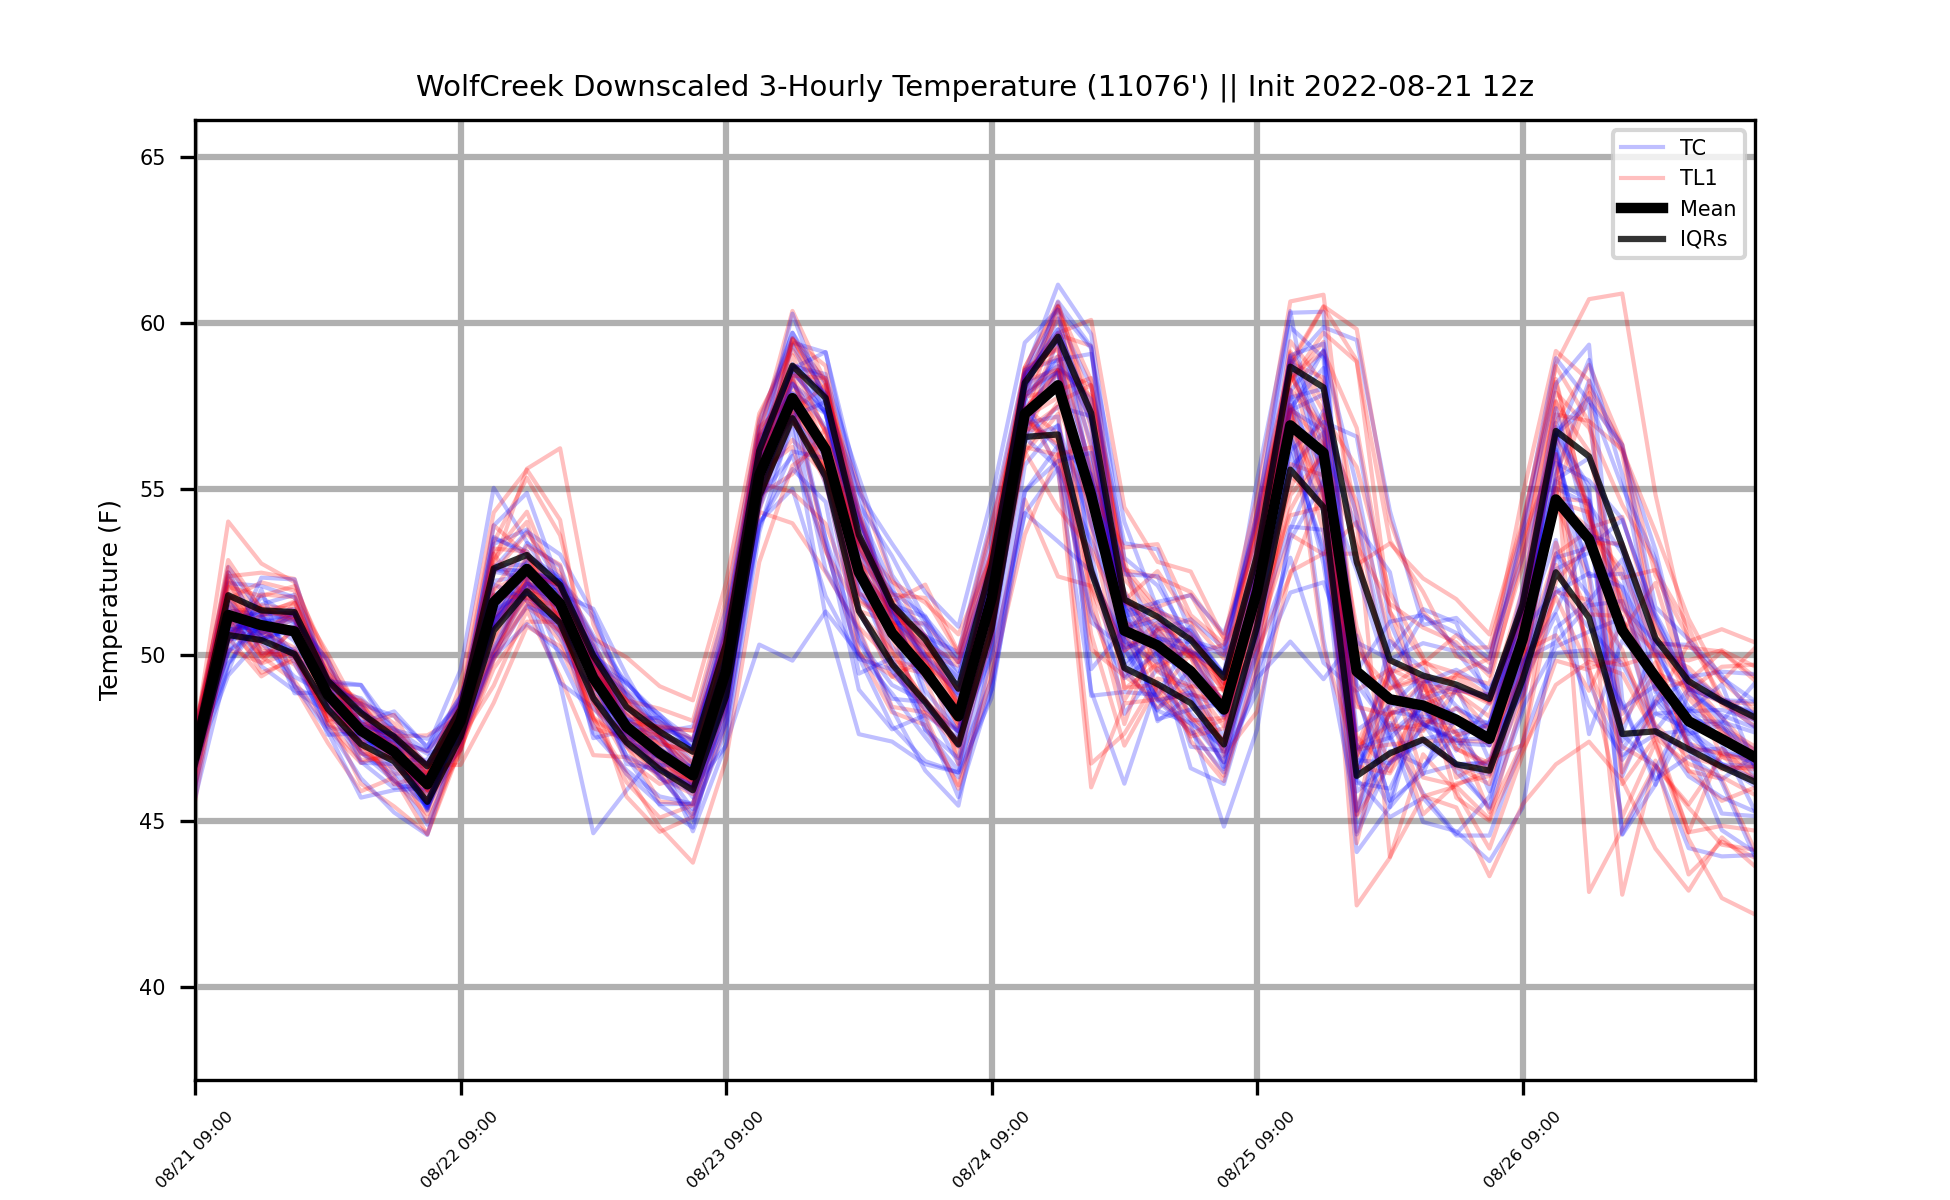 WolfCreek Downscaled 3-Hourly Temperature (11076') || Init 2022-08-21 12z
TC
TL1
Mean
IQRs
Temperature (F)
65
60
55
50
45
40
08/21 09:00
08/22 09:00
08/23 09:00
08/24 09:00
08/25 09:00
08/26 09:00